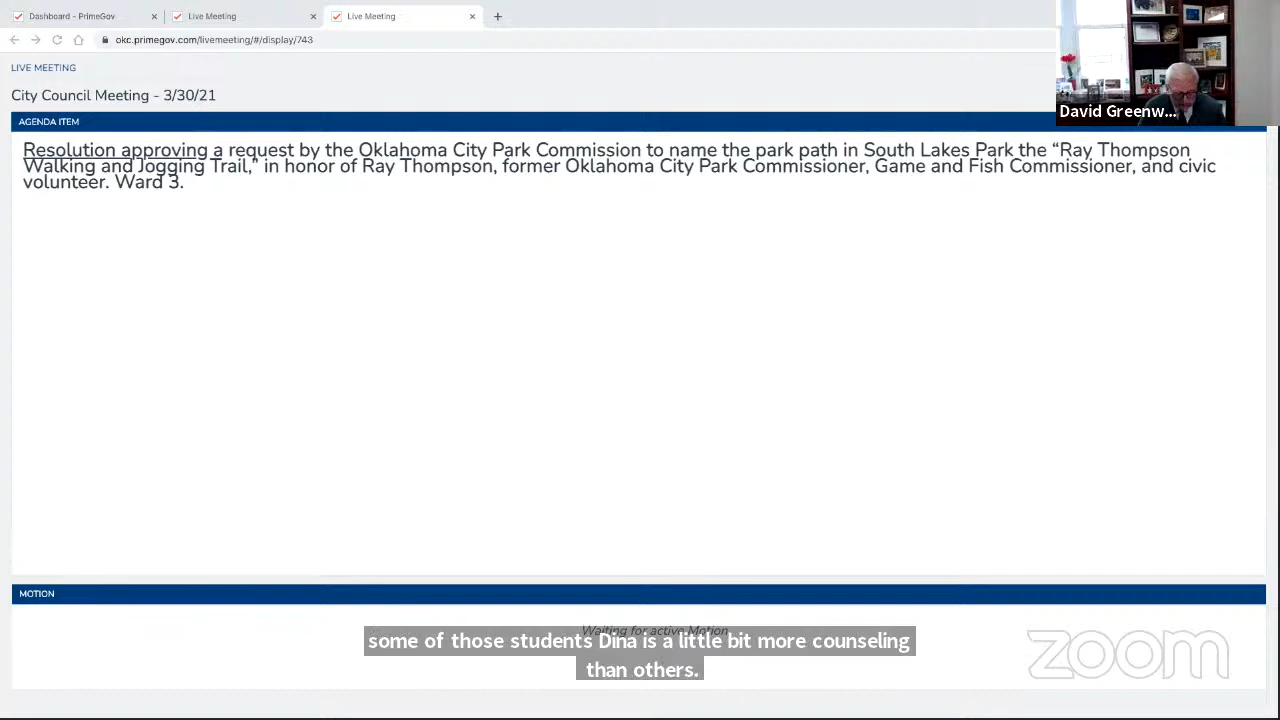 Dashboard - PrimeGov
Live Meeting
Live Meeting
okc.primegov.com/livemeeting/#/display/743
LIVE MEETING
City Council Meeting - 3/30/21
David Greenw...
AGENDA ITEM
Resolution approving a request by the Oklahoma City Park Commission to name the park path in South Lakes Park the “Ray Thompson
Walking and Jogging Trail,” in honor of Ray Thompson, former Oklahoma City Park Commissioner, Game and Fish Commissioner, and civic
volunteer. Ward 3.
MOTION
Waiting for active Motion
some of those students Dina is a little bit more counseling
than others.
zoom